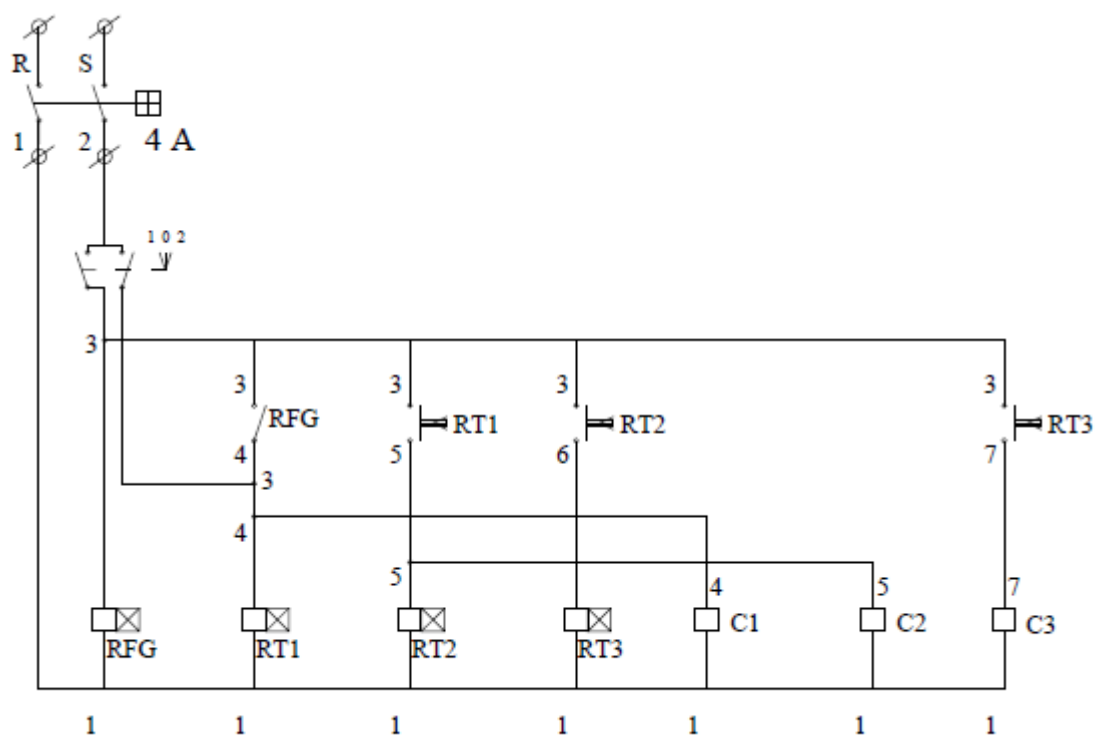 R S
1 2 4 A
1 0 2
3
3 3 3 3
RFG RT1 RT2 RT3
4 5 6 7
3
4
5
4 5 7
C1 C2 C3
RFG RT1 RT2 RT3
1 1 1 1 1 1 1